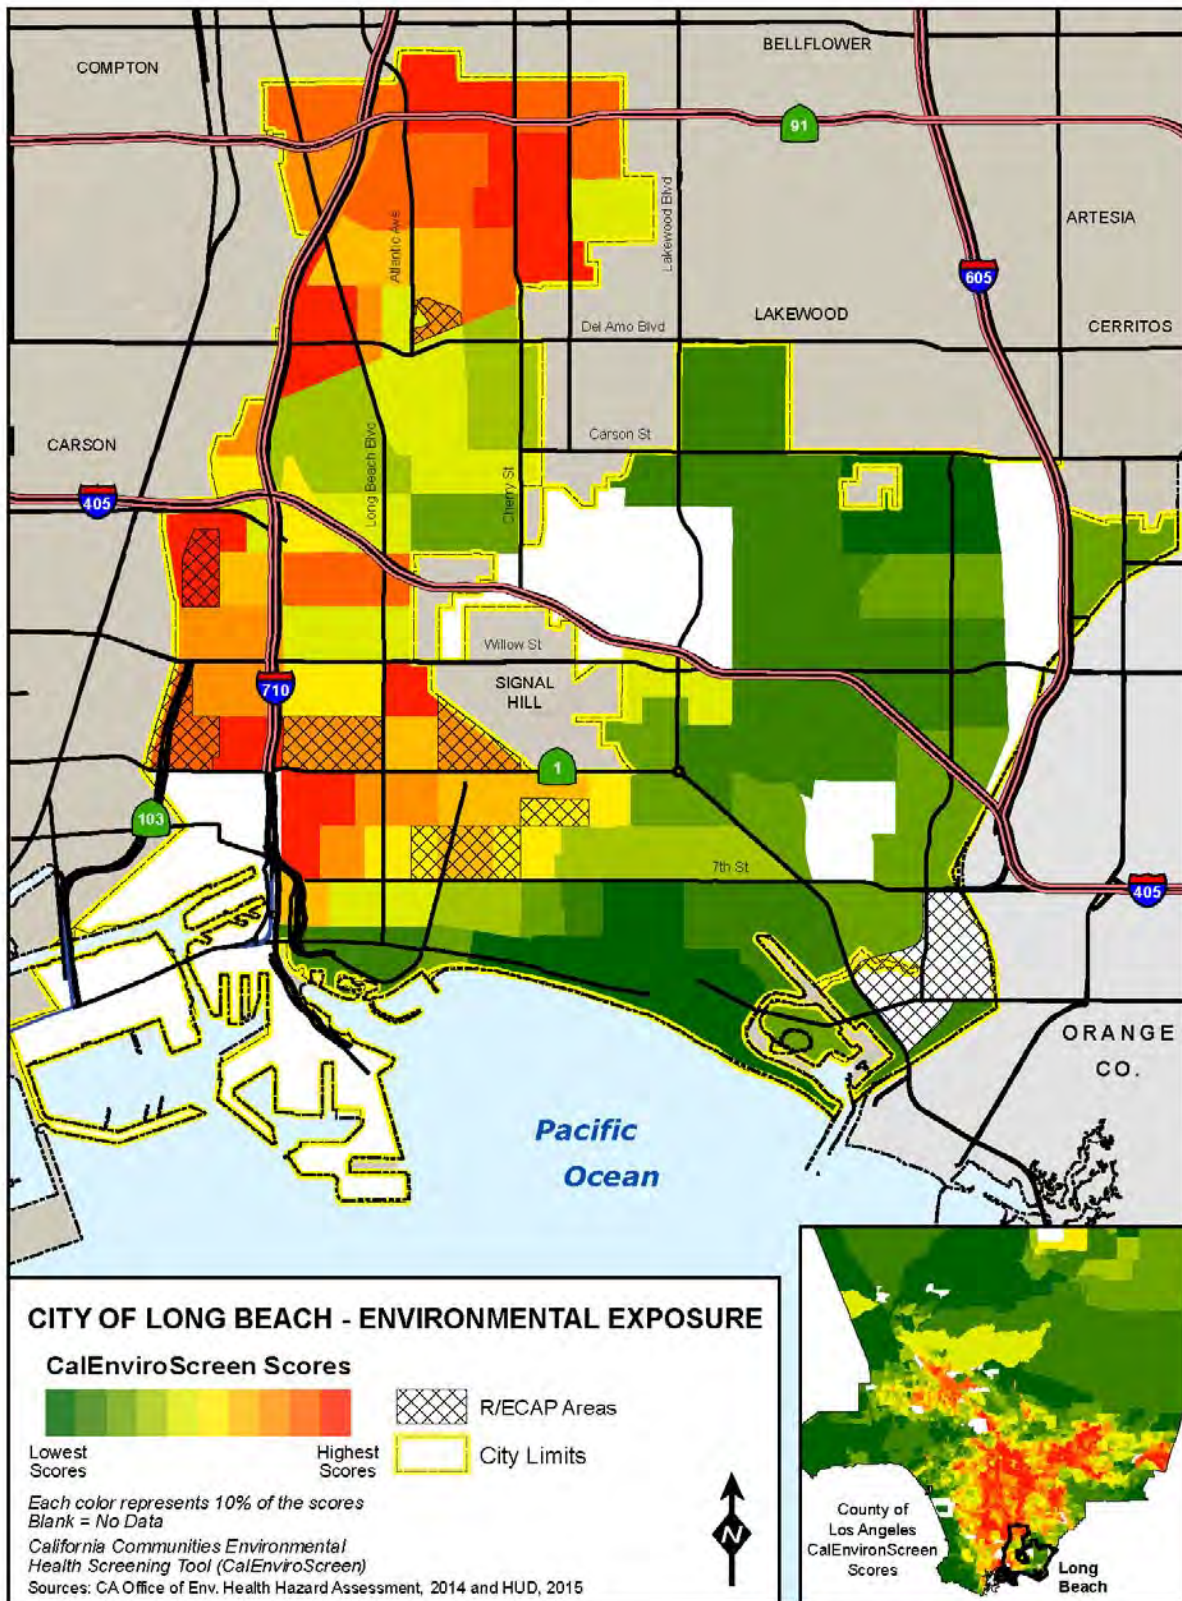 COMPTON
BELLFLOWER
91
Lakewood Blvd
ARTESIA
Atlantic Ave
605
LAKEWOOD
Del Amo Blvd
CERRITOS
CARSON
Carson St
Long Beach Blvd
Cherry St
405
Willow St
SIGNAL
HILL
710
1
103
7th St
405
ORANGE
CO.
Pacific
Ocean
CITY OF LONG BEACH - ENVIRONMENTAL EXPOSURE
CalEnviroScreen Scores
Lowest
Scores
Highest
Scores
R/ECAP Areas
City Limits
Each color represents 10% of the scores
Blank = No Data
California Communities Environmental
Health Screening Tool (CalEnviroScreen)
Sources: CA Office of Env. Health Hazard Assessment, 2014 and HUD, 2015
N
County of
Los Angeles
CalEnvironScreen
Scores
Long
Beach